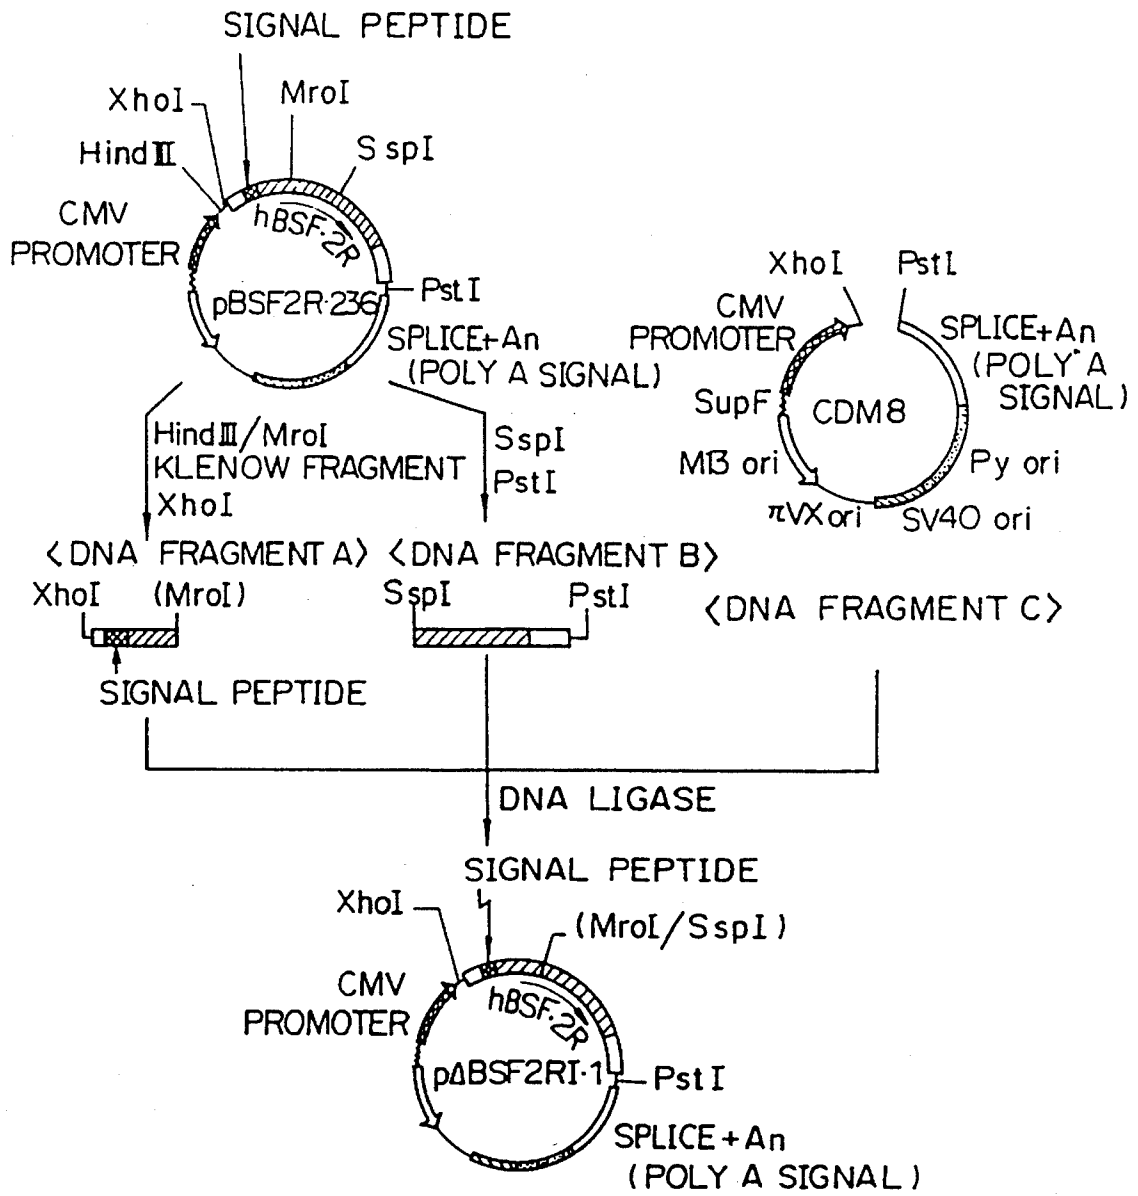 SIGNAL PEPTIDE
XhoI
MroI
HindIII
SspI
CMV
PROMOTER
hBSF·2R
pBSF2R·236
PstI
SPLICE+An
(POLY A SIGNAL)
XhoI
PstI
CMV
PROMOTER
SPLICE+An
(POLY A
SIGNAL)
SupF
CDM8
M13 ori
Py ori
πVXori
SV40 ori
HindIII/MroI
KLENOW FRAGMENT
XhoI
SspI
PstI
<DNA FRAGMENT A>
<DNA FRAGMENT B>
XhoI
(MroI)
SspI
PstI
<DNA FRAGMENT C>
SIGNAL PEPTIDE
DNA LIGASE
SIGNAL PEPTIDE
XhoI
(MroI/SspI)
CMV
PROMOTER
hBSF·2R
pΔBSF2RI·1
PstI
SPLICE+An
(POLY A SIGNAL)